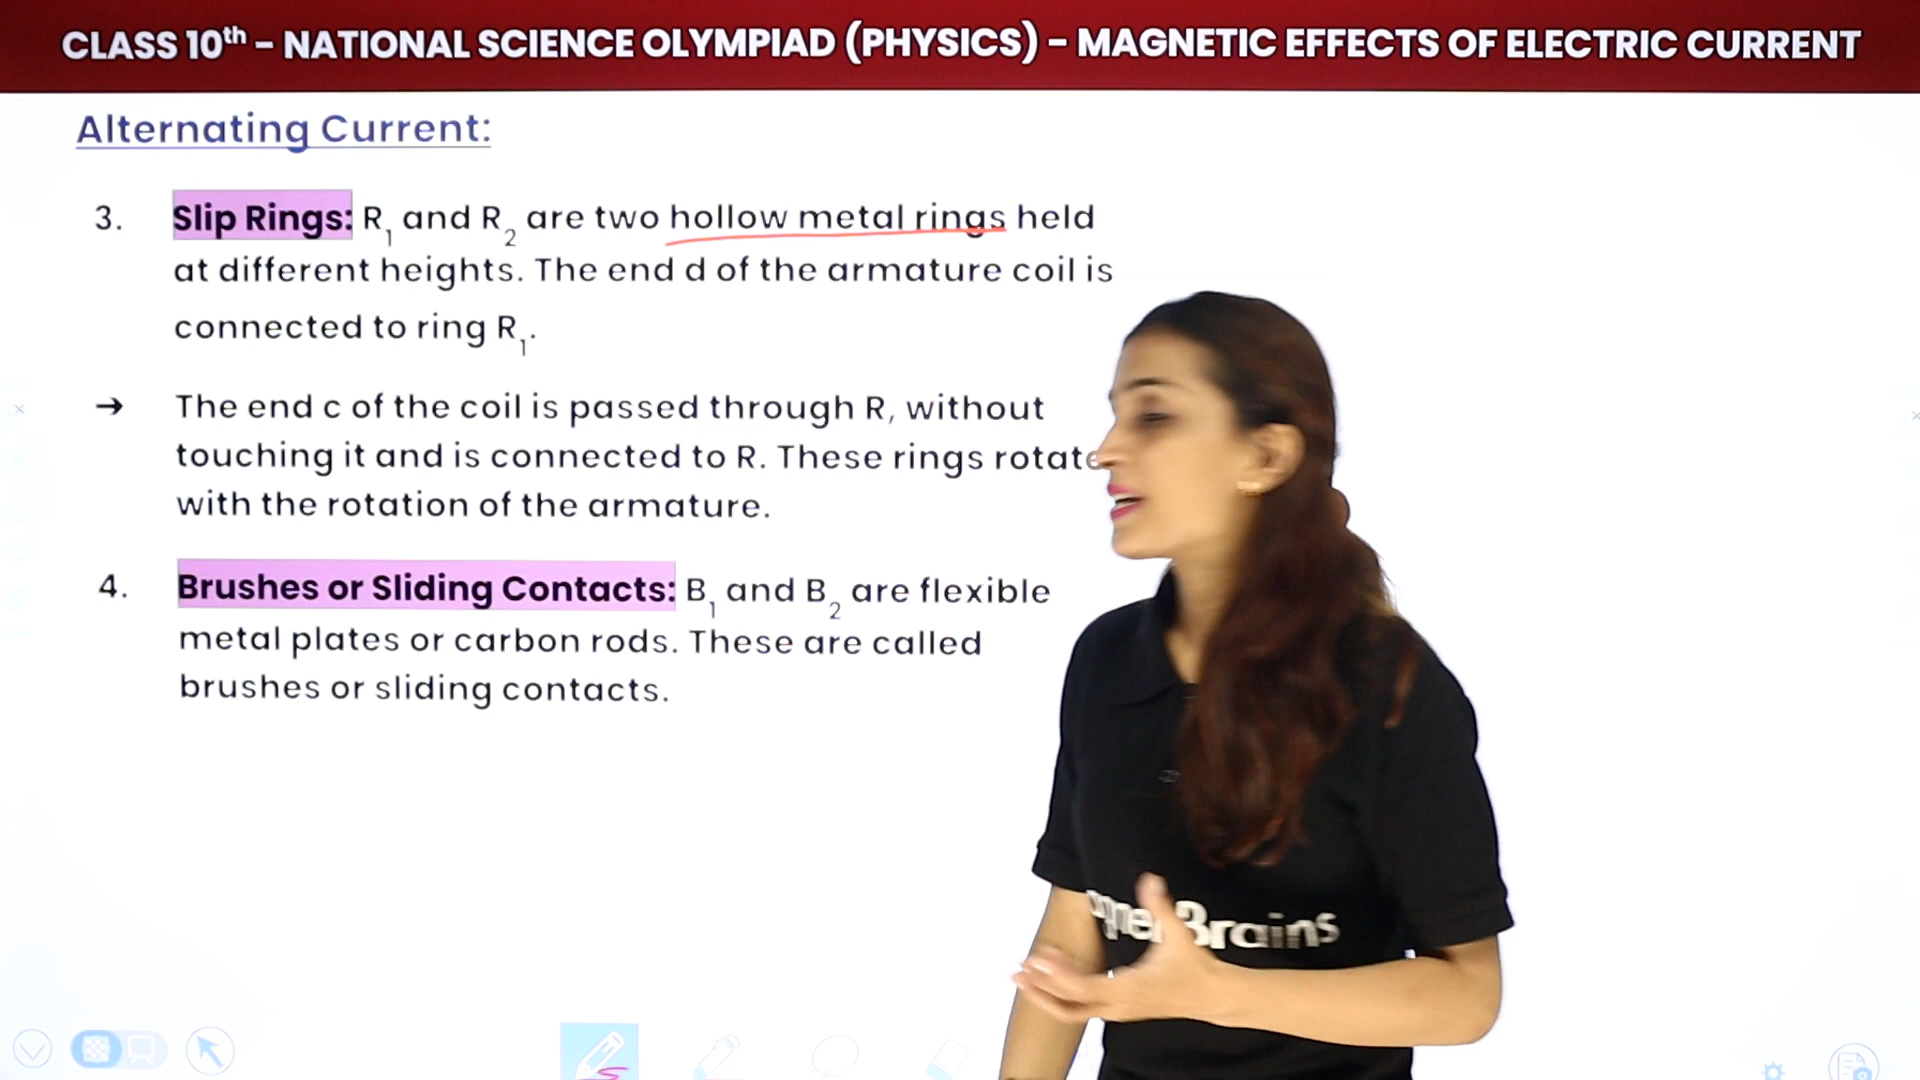 CLASS 10th – NATIONAL SCIENCE OLYMPIAD (PHYSICS) – MAGNETIC EFFECTS OF ELECTRIC CURRENT
Alternating Current:
3. Slip Rings: R1 and R2 are two hollow metal rings held
at different heights. The end d of the armature coil is
connected to ring R1.
→ The end c of the coil is passed through R, without
touching it and is connected to R. These rings rotate
with the rotation of the armature.
4. Brushes or Sliding Contacts: B1 and B2 are flexible
metal plates or carbon rods. These are called
brushes or sliding contacts.
Brains